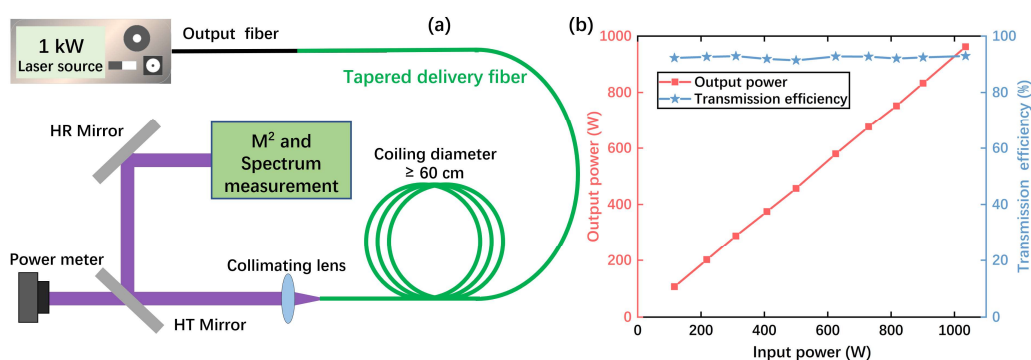 (a)
1 kW
Laser source
Output fiber
Tapered delivery fiber
HR Mirror
M² and
Spectrum
measurement
Coiling diameter
≥ 60 cm
Power meter
Collimating lens
HT Mirror
(b)
1000
800
600
400
200
0
Output power (W)
Output power
Transmission efficiency
100
80
60
40
20
0
Transmission efficiency (%)
0
200
400
600
800
1000
Input power (W)